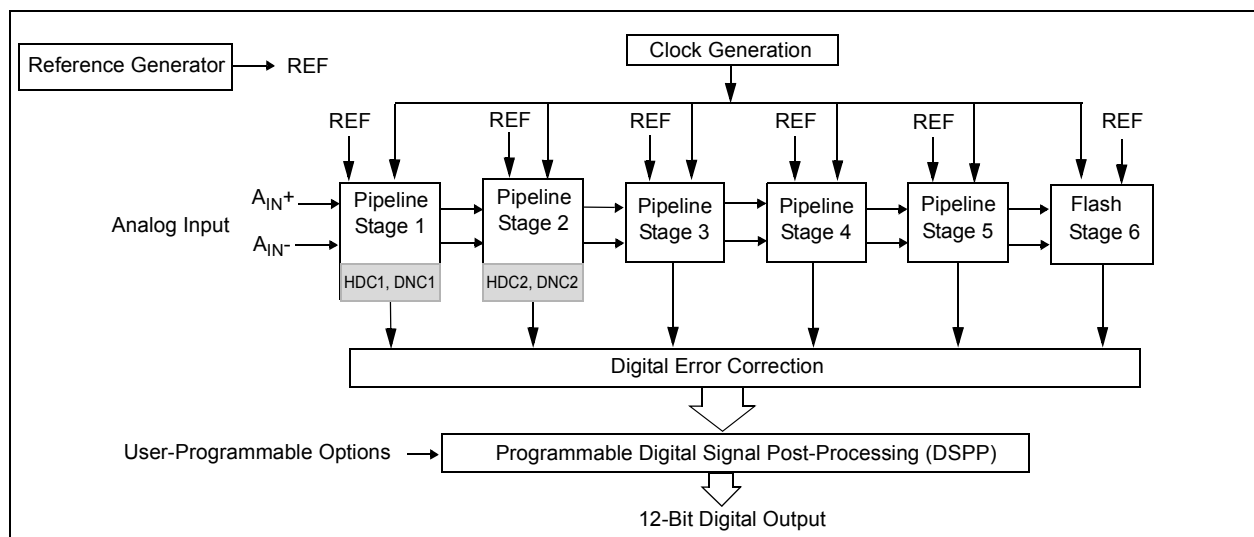 Clock Generation
Reference Generator
REF
REF
REF
REF
REF
REF
REF
Analog Input
AIN+
AIN-
Pipeline
Stage 1
HDC1, DNC1
Pipeline
Stage 2
HDC2, DNC2
Pipeline
Stage 3
Pipeline
Stage 4
Pipeline
Stage 5
Flash
Stage 6
Digital Error Correction
User-Programmable Options
Programmable Digital Signal Post-Processing (DSPP)
12-Bit Digital Output